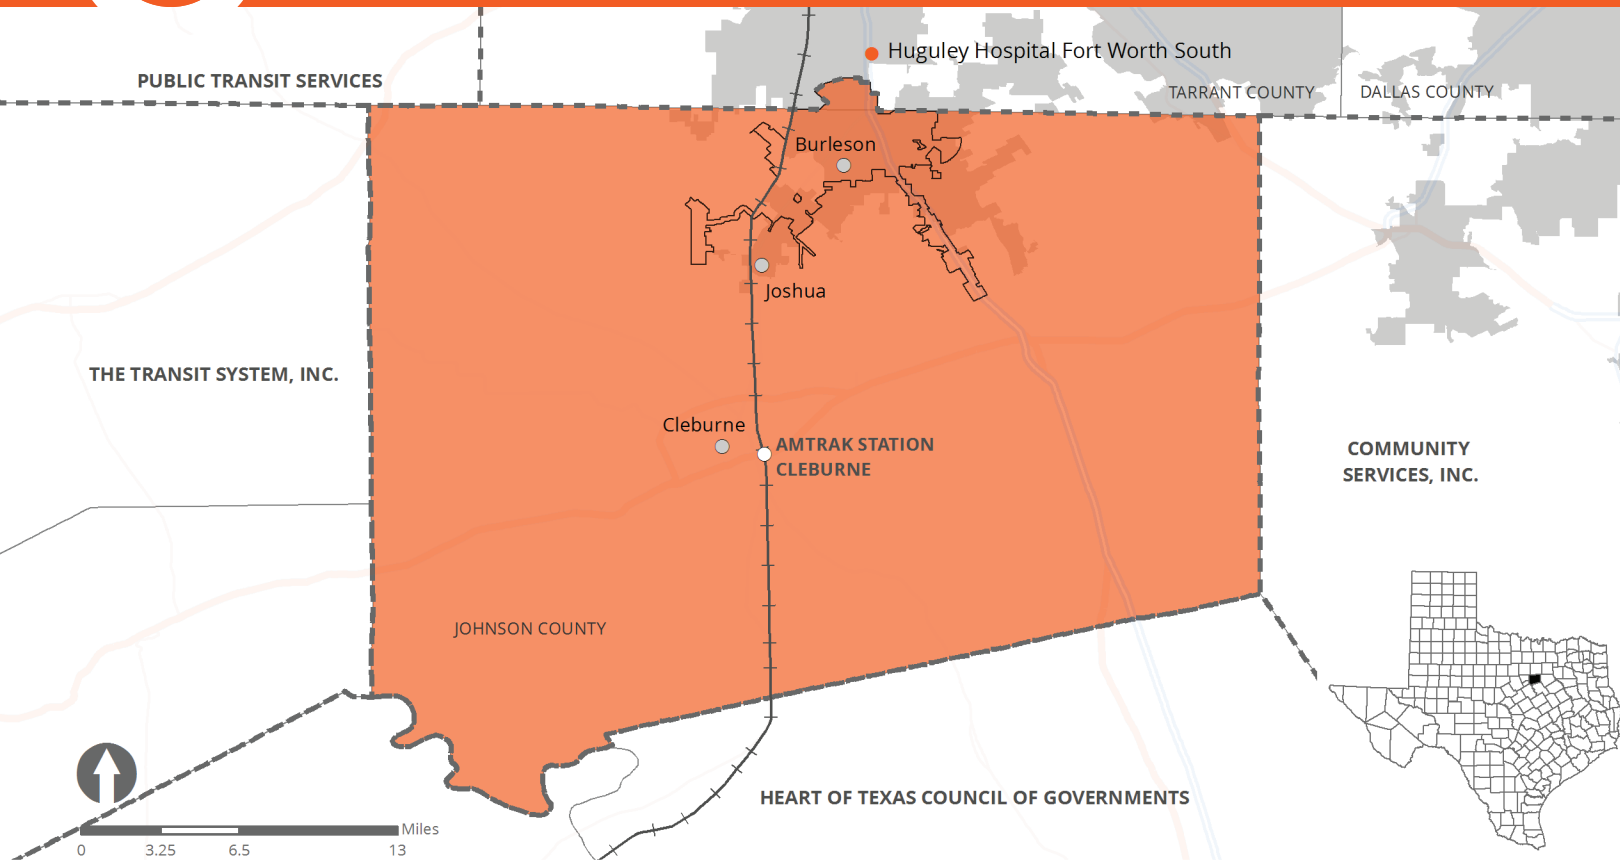 Huguley Hospital Fort Worth South
PUBLIC TRANSIT SERVICES
TARRANT COUNTY
DALLAS COUNTY
Burleson
Joshua
THE TRANSIT SYSTEM, INC.
Cleburne
AMTRAK STATION
CLEBURNE
COMMUNITY
SERVICES, INC.
JOHNSON COUNTY
HEART OF TEXAS COUNCIL OF GOVERNMENTS
Miles
0 3.25 6.5 13